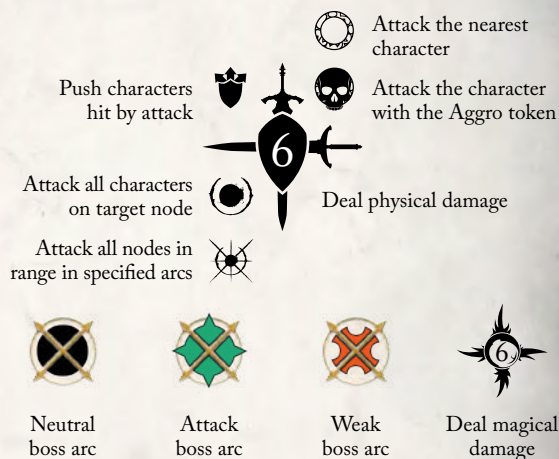 Attack the nearest
character
Push characters
hit by attack
Attack the character
with the Aggro token
6
Attack all characters
on target node
Deal physical damage
Attack all nodes in
range in specified arcs
6
Neutral
boss arc
Attack
boss arc
Weak
boss arc
Deal magical
damage